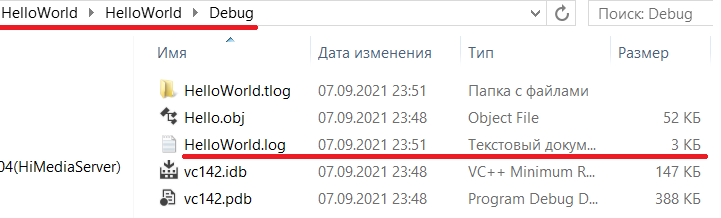 HelloWorld HelloWorld Debug Поиск: Debug
Имя Дата изменения Тип Размер
HelloWorld.tlog 07.09.2021 23:51 Папка с файлами
Hello.obj 07.09.2021 23:48 Object File 52 КБ
HelloWorld.log 07.09.2021 23:51 Текстовый докум... 3 КБ
04(HiMediaServer)
vc142.idb 07.09.2021 23:48 VC++ Minimum R... 147 КБ
vc142.pdb 07.09.2021 23:48 Program Debug D... 388 КБ